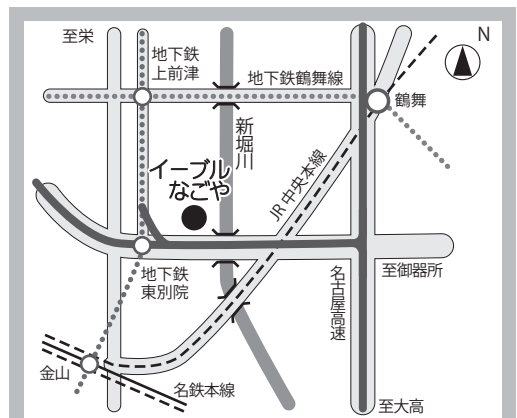 至栄
地下鉄
上前津
地下鉄鶴舞線
N
鶴舞
新堀川
イーブル
なごや
JR中央本線
地下鉄
東別院
名古屋高速
至御器所
金山
名鉄本線
至大高